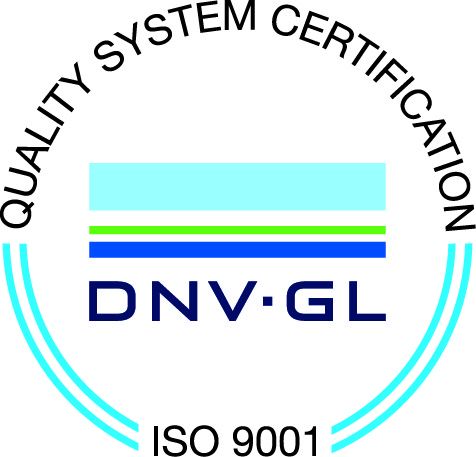 QUALITY SYSTEM CERTIFICATION
DNV·GL
ISO 9001